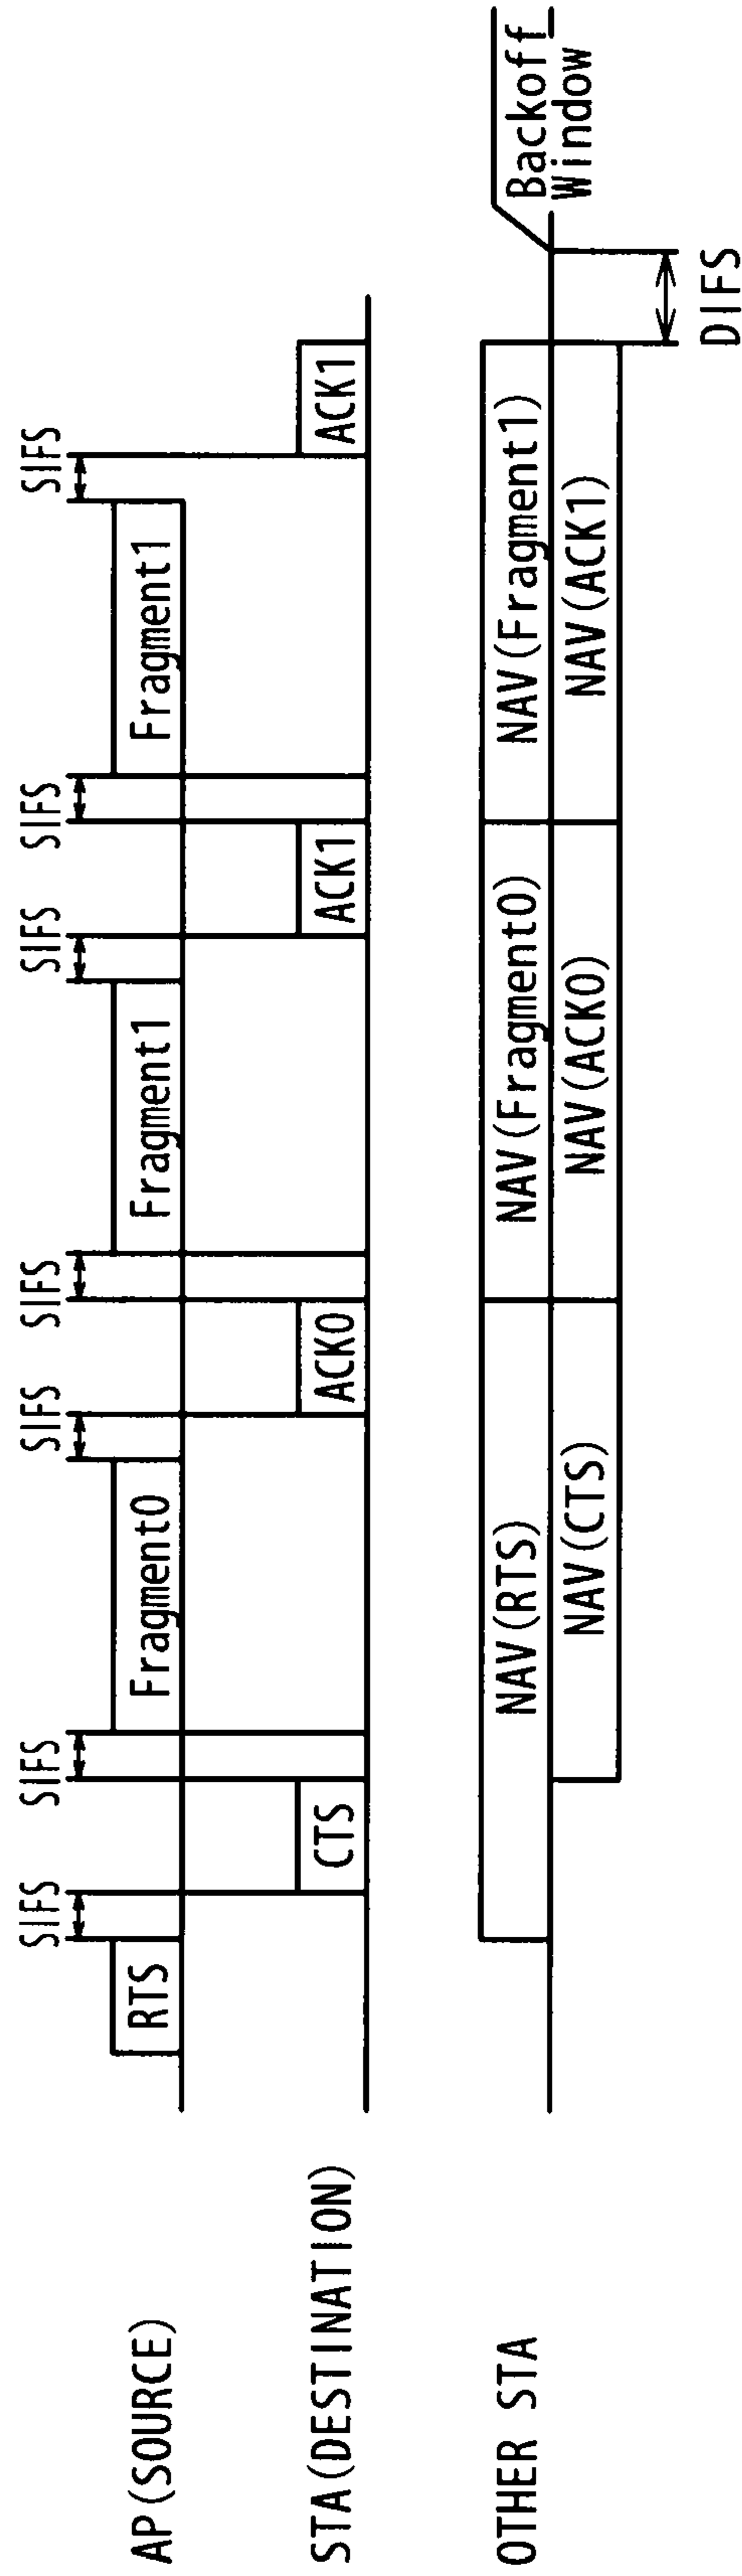 SIFS SIFS SIFS SIFS SIFS SIFS SIFS
AP(SOURCE) RTS Fragment0 Fragment1 Fragment1
STA(DESTINATION) CTS ACK0 ACK1 ACK1
OTHER STA NAV(RTS) NAV(Fragment0) NAV(Fragment1)
Backoff
Window
NAV(CTS) NAV(ACK0) NAV(ACK1)
DIFS